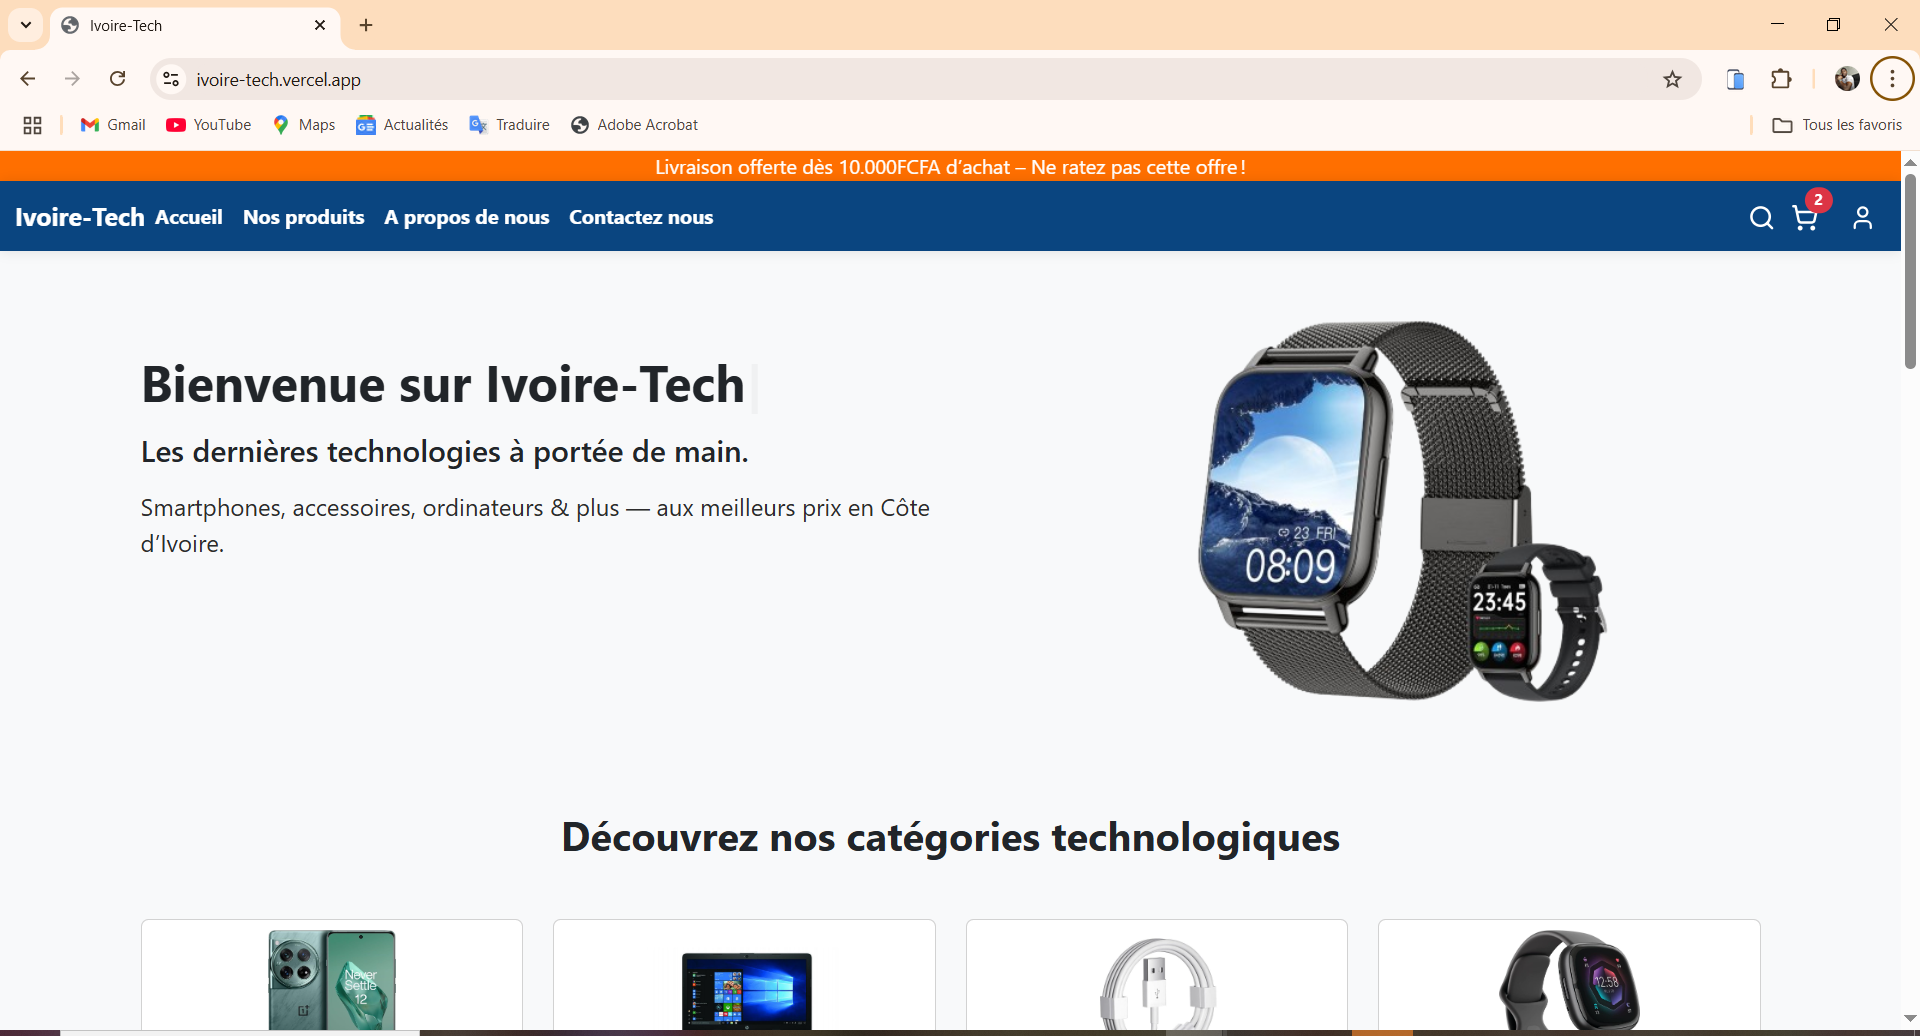 Ivoire-Tech
ivoire-tech.vercel.app
Gmail YouTube Maps Actualités Traduire Adobe Acrobat Tous les favoris
Livraison offerte dès 10.000FCFA d’achat – Ne ratez pas cette offre !
Ivoire-Tech Accueil Nos produits A propos de nous Contactez nous 2
Bienvenue sur Ivoire-Tech
Les dernières technologies à portée de main.
Smartphones, accessoires, ordinateurs & plus — aux meilleurs prix en Côte
d’Ivoire.
23 FRI
08:09
23:45
Découvrez nos catégories technologiques
Never
Settle
12
12:58